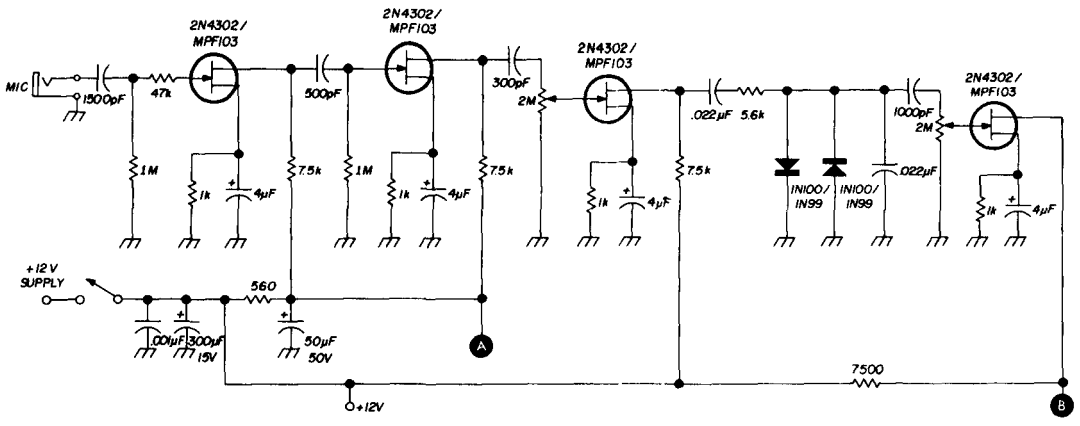 2N4302/
MPF103
2N4302/
MPF103
2N4302/
MPF103
2N4302/
MPF103
MIC
1500pF
47k
500pF
300pF
2M
.022µF
5.6k
1000pF
2M
1M
1k
+
4µF
7.5k
1M
1k
+
4µF
7.5k
1k
+
4µF
7.5k
1N100/
1N99
1N100/
1N99
.022µF
1k
+
4µF
+12V
SUPPLY
560
.001µF
+
300µF
15V
+
50µF
50V
A
7500
+12V
B